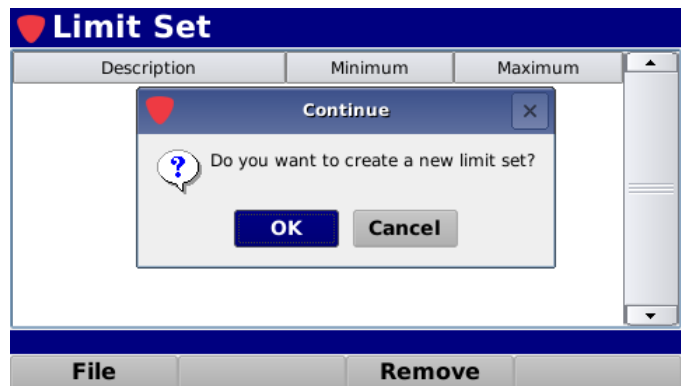 Limit Set
Description Minimum Maximum
Continue
Do you want to create a new limit set?
OK Cancel
File Remove